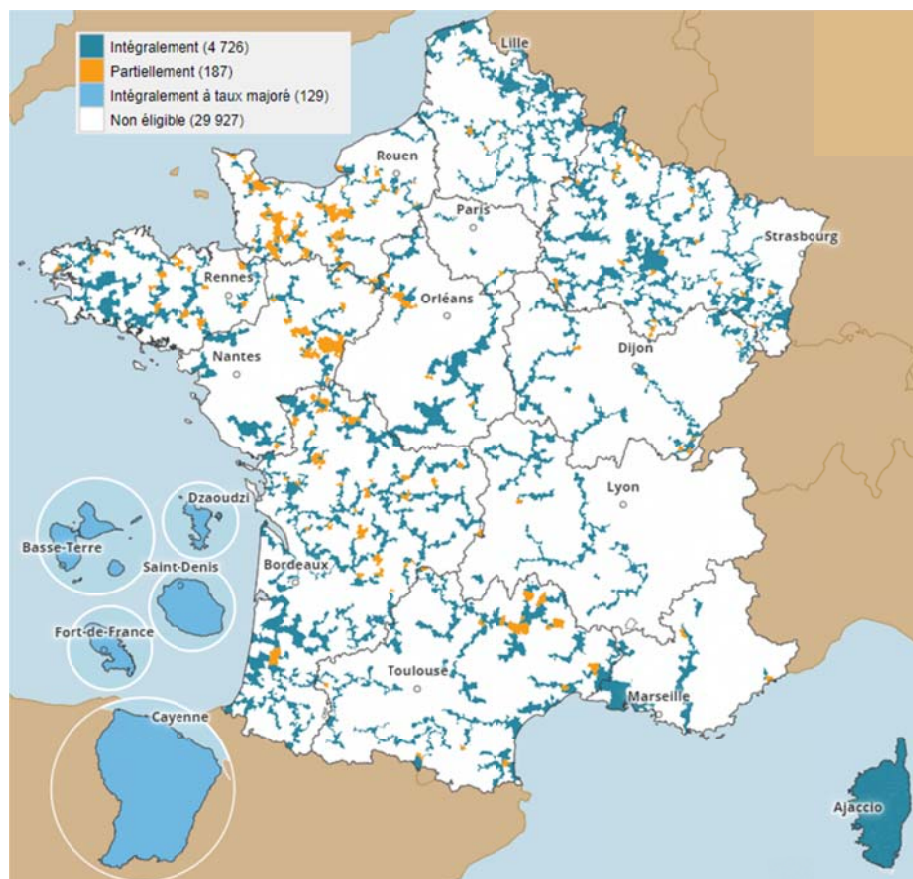 Intégralement (4 726)
Partiellement (187)
Intégralement à taux majoré (129)
Non éligible (29 927)
Lille
Rouen
Paris
Strasbourg
Rennes
Orléans
Nantes
Dijon
Lyon
Dzaoudzi
Basse-Terre
Saint-Denis
Bordeaux
Fort-de-France
Toulouse
Marseille
Cayenne
Ajaccio